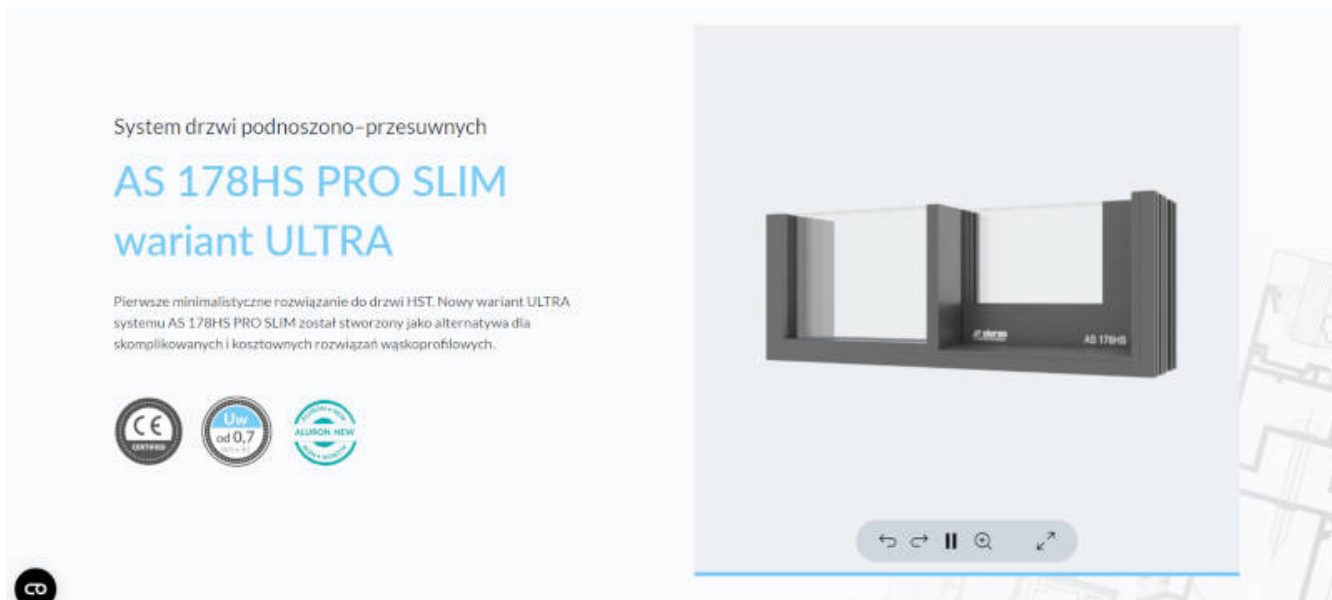 System drzwi podnoszono–przesuwnych
AS 178HS PRO SLIM
wariant ULTRA
Pierwsze minimalistyczne rozwiązanie do drzwi HST. Nowy wariant ULTRA
systemu AS 178HS PRO SLIM został stworzony jako alternatywa dla
skomplikowanych i kosztownych rozwiązań wąskoprofilowych.
CE
CERTIFIED
Uw
od 0,7
ALURON NEW
ALURON NEW
AS 178HS